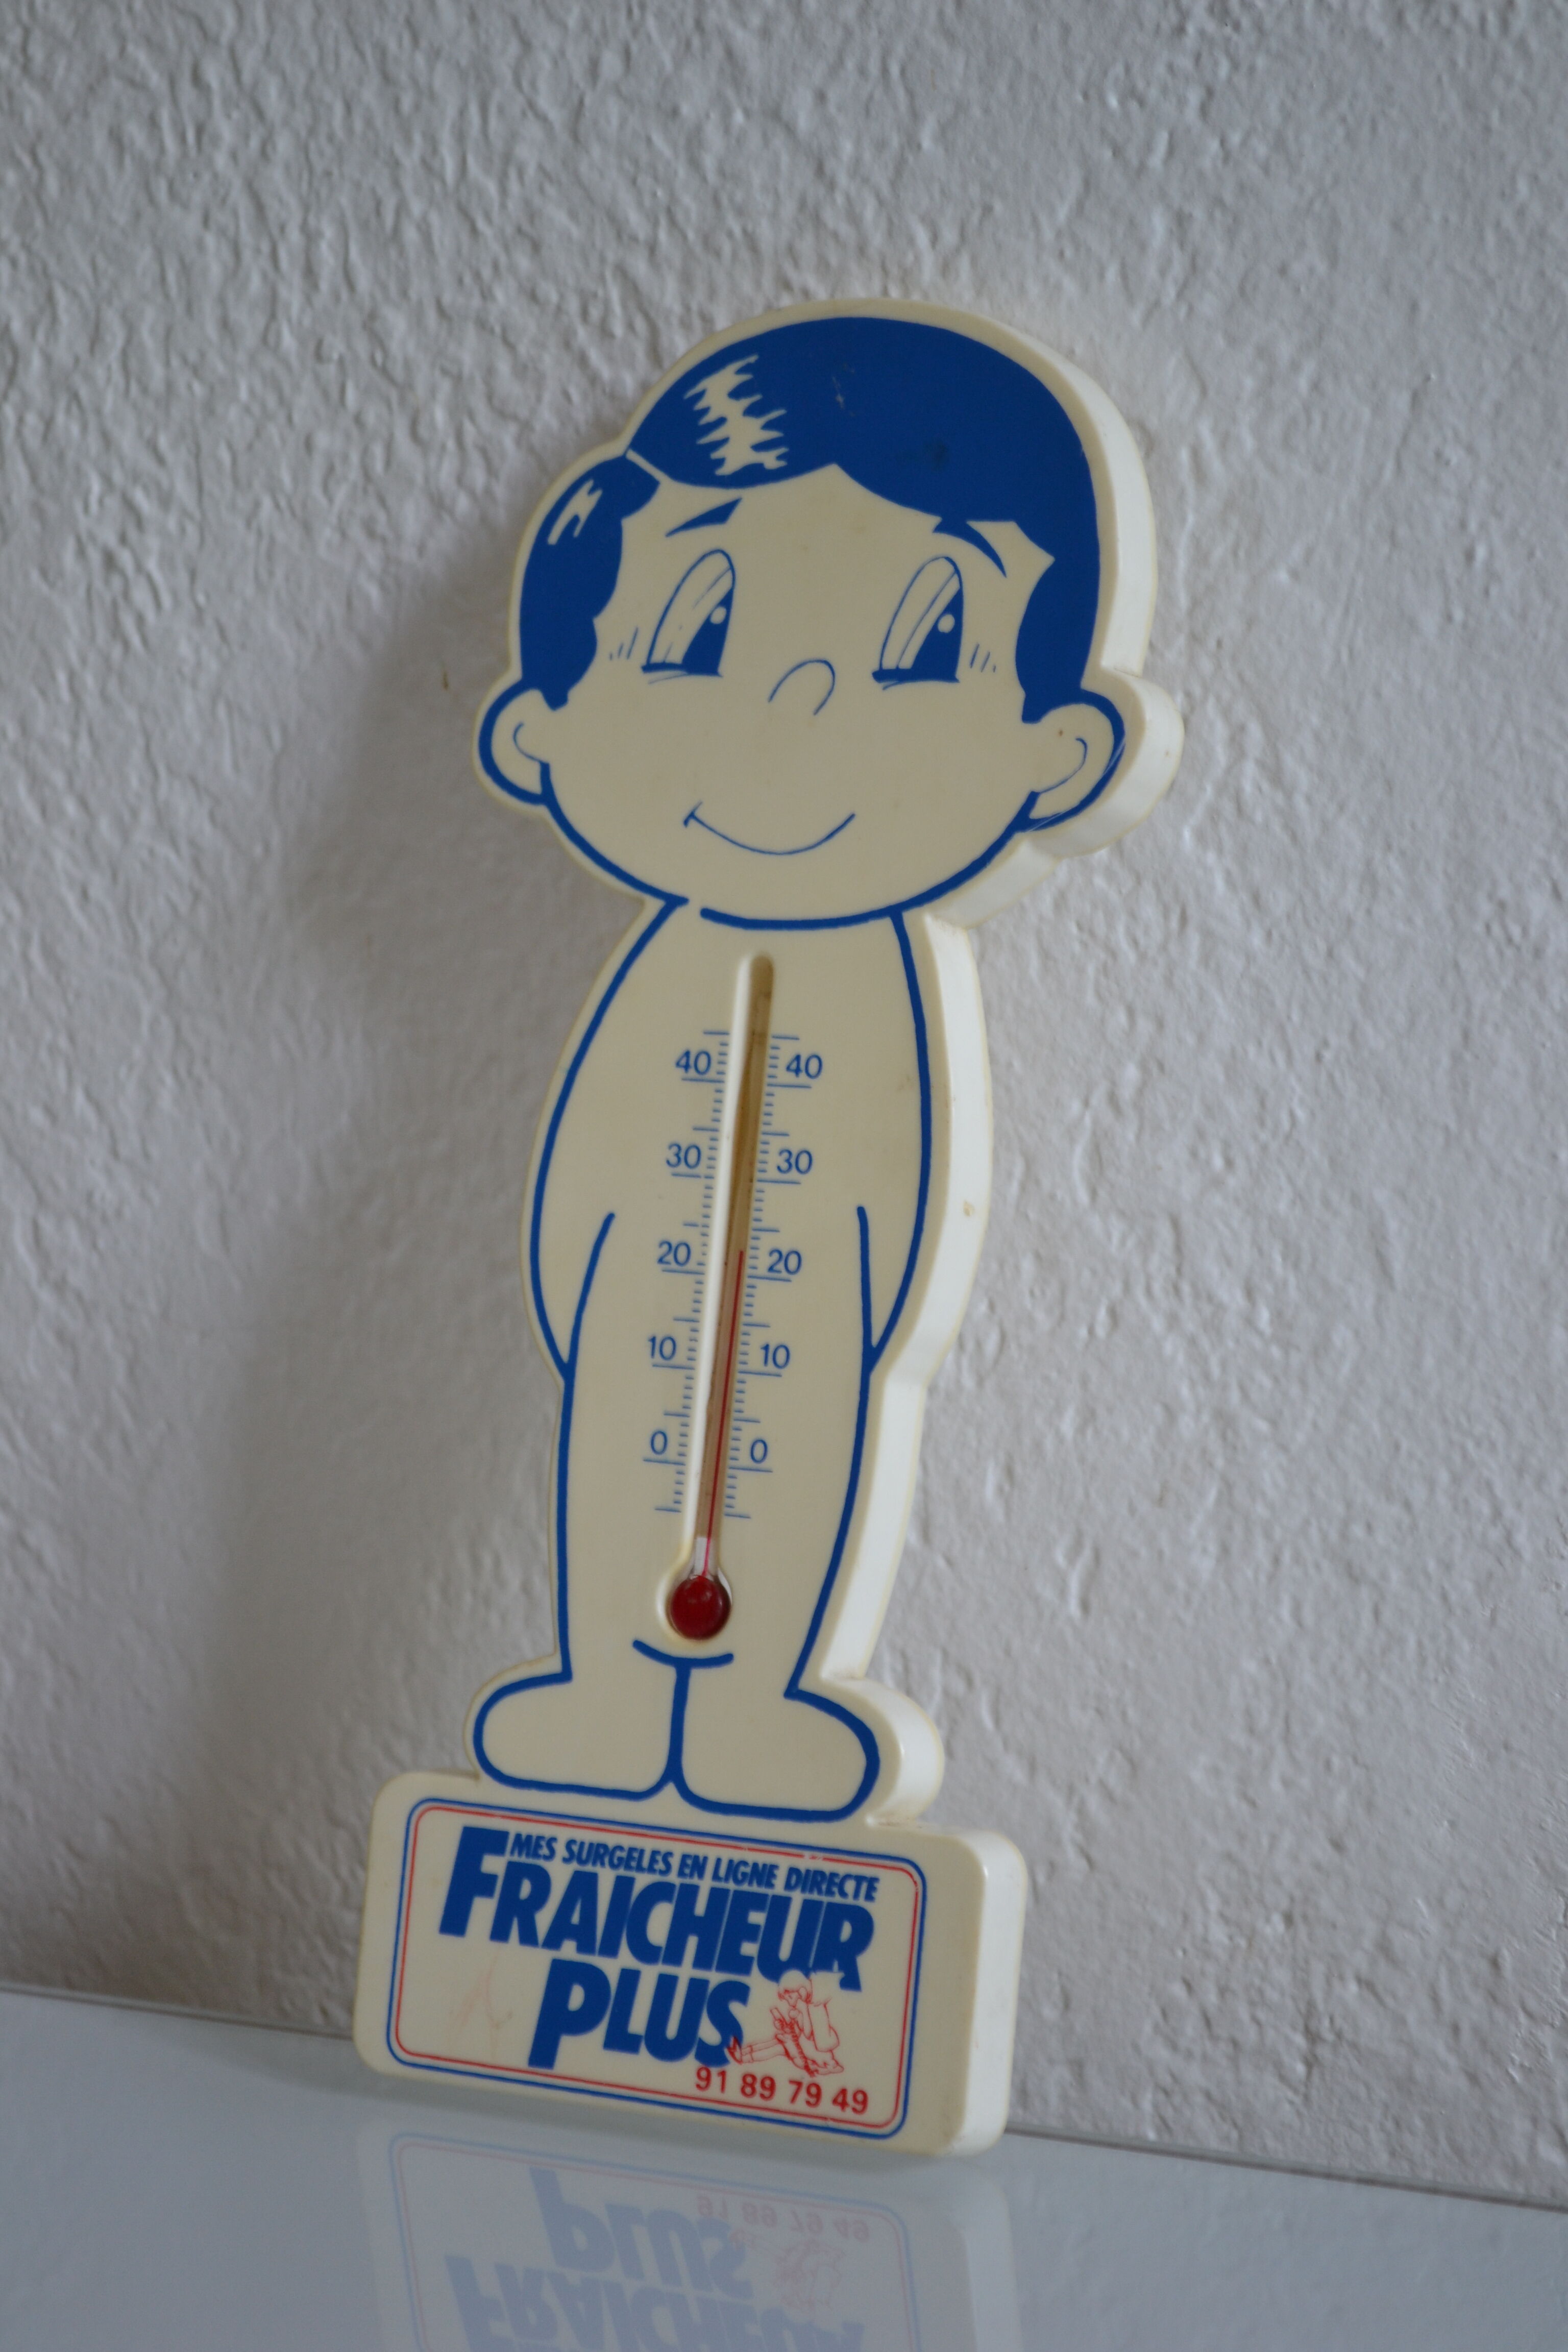 40 40
30 30
20 20
10 10
0 0
MES SURGELES EN LIGNE DIRECTE
FRAICHEUR
PLUS
91 89 79 49